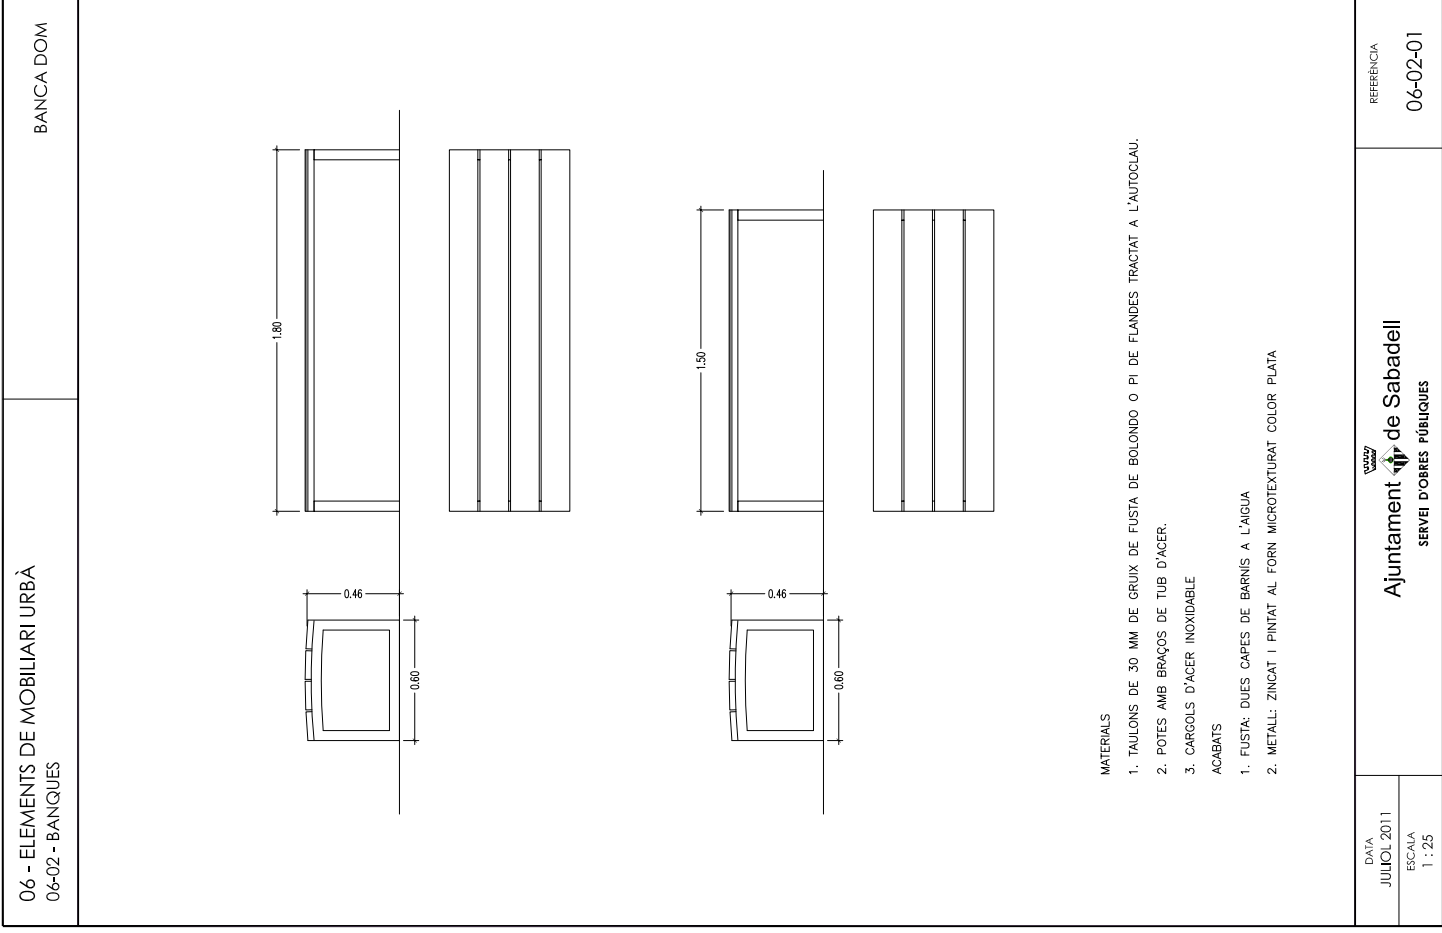 06 - ELEMENTS DE MOBILIARI URBÀ
06-02 - BANQUES
BANCA DOM
0.46
0.60
1.80
0.46
0.60
1.50
MATERIALS
1. TAULONS DE 30 MM DE GRUIX DE FUSTA DE BOLONDO O PI DE FLANDES TRACTAT A L'AUTOCLAU.
2. POTES AMB BRAÇOS DE TUB D'ACER.
3. CARGOLS D'ACER INOXIDABLE
ACABATS
1. FUSTA: DUES CAPES DE BARNÍS A L'AIGUA
2. METALL: ZINCAT I PINTAT AL FORN MICROTEXTURAT COLOR PLATA
DATA
JULIOL 2011
ESCALA
1 : 25
Ajuntament de Sabadell
SERVEI D'OBRES PÚBLIQUES
REFERÈNCIA
06-02-01